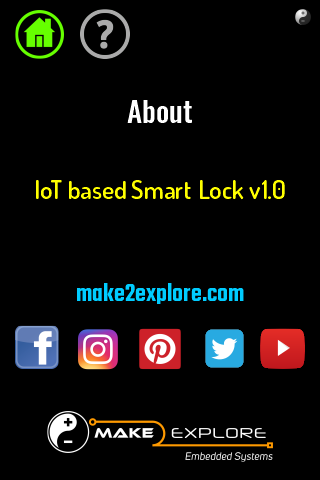 ?
About
IoT based Smart Lock v1.0
make2explore.com
f
MAKE EXPLORE
Embedded Systems